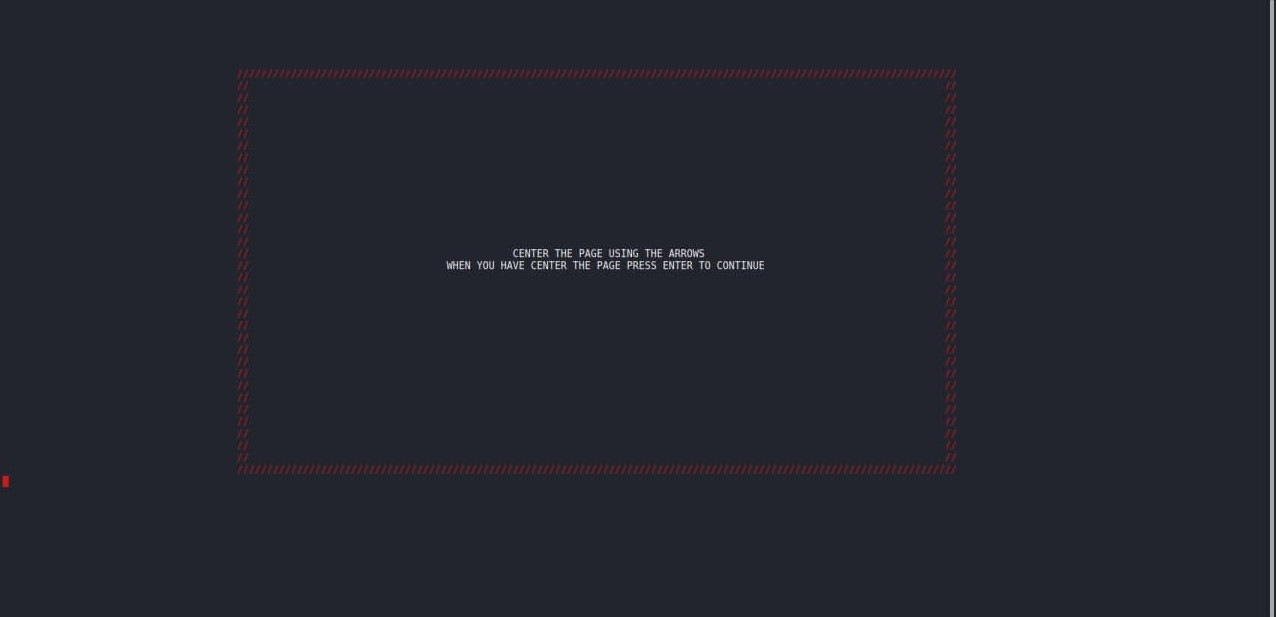 CENTER THE PAGE USING THE ARROWS
WHEN YOU HAVE CENTER THE PAGE PRESS ENTER TO CONTINUE